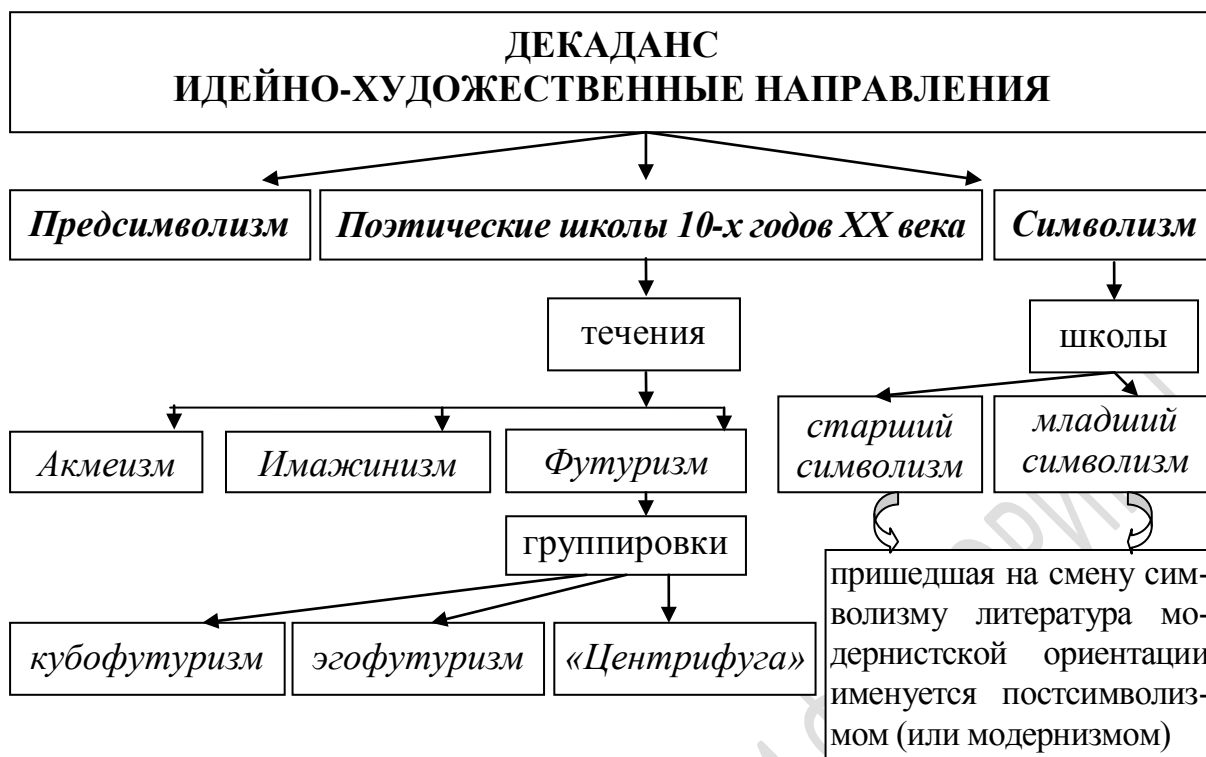 ДЕКАДАНС
ИДЕЙНО-ХУДОЖЕСТВЕННЫЕ НАПРАВЛЕНИЯ
Предсимволизм
Поэтические школы 10-х годов XX века
Символизм
течения
школы
Акмеизм
Имажинизм
Футуризм
старший
символизм
младший
символизм
группировки
кубофутуризм
эгофутуризм
«Центрифуга»
пришедшая на смену сим-
волизму литература мо-
дернистской ориентации
именуется постсимволиз-
мом (или модернизмом)